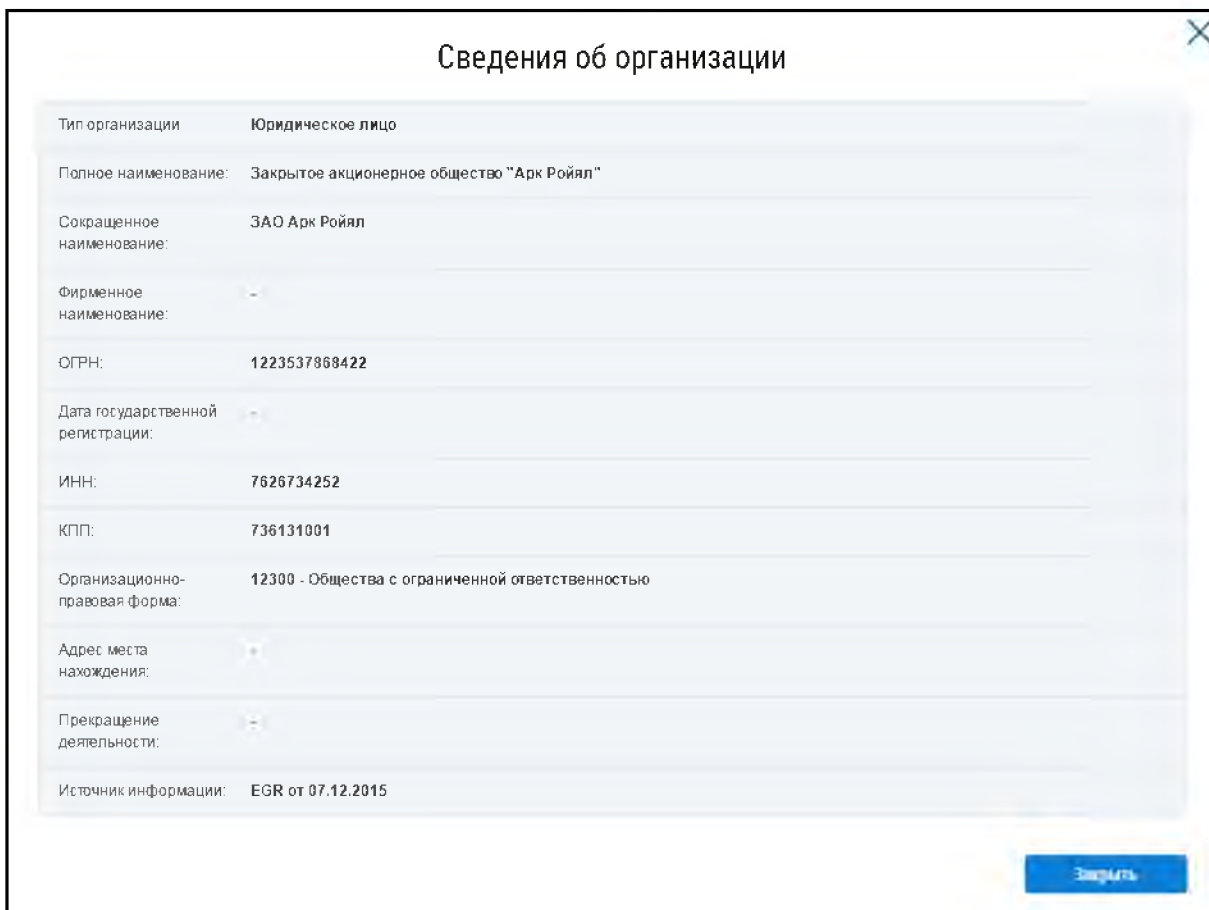 Сведения об организации
Тип организации Юридическое лицо
Полное наименование: Закрытое акционерное общество "Арк Ройял"
Сокращенное наименование: ЗАО Арк Ройял
Фирменное наименование: -
ОГРН: 1223537868422
Дата государственной регистрации: -
ИНН: 7626734252
КПП: 736131001
Организационно-правовая форма: 12300 - Общества с ограниченной ответственностью
Адрес места нахождения: -
Прекращение деятельности: -
Источник информации: EGR от 07.12.2015
Закрыть